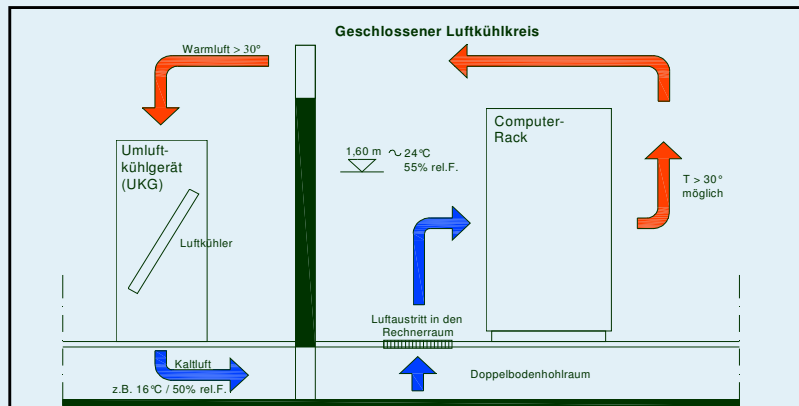 Geschlossener Luftkühlkreis
Warmluft > 30°
Umluft-
kühlgerät
(UKG)
Luftkühler
1,60 m ~ 24°C
55% rel.F.
Computer-
Rack
T > 30°
möglich
Luftaustritt in den
Rechnerraum
Kaltluft
z.B. 16°C / 50% rel.F.
Doppelbodenhohlraum